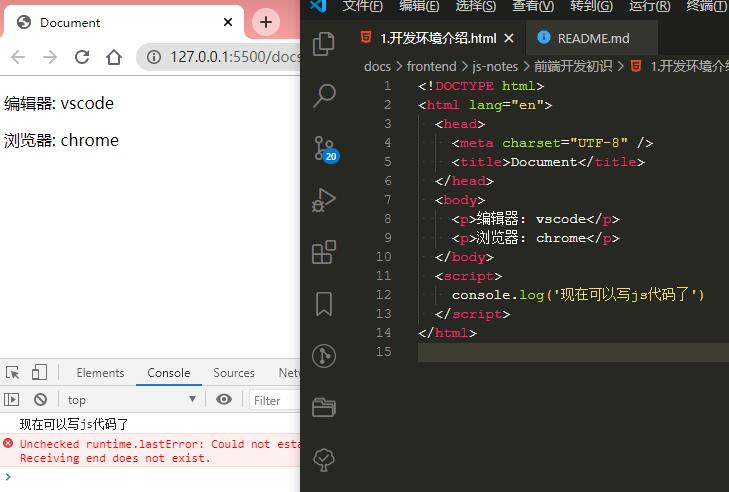 Document
127.0.0.1:5500/docs
编辑器: vscode
浏览器: chrome
Elements
Console
Sources
Netw
top
Filter
现在可以写js代码了
Unchecked runtime.lastError: Could not esta
Receiving end does not exist.
文件(F) 编辑(E) 选择(S) 查看(V) 转到(G) 运行(R) 终端(T)
1.开发环境介绍.html
README.md
docs > frontend > js-notes > 前端开发初识 > 1.开发环境介绍
20
1 <!DOCTYPE html>
2 <html lang="en">
3 <head>
4 <meta charset="UTF-8" />
5 <title>Document</title>
6 </head>
7 <body>
8 <p>编辑器: vscode</p>
9 <p>浏览器: chrome</p>
10 </body>
11 <script>
12 console.log('现在可以写js代码了')
13 </script>
14 </html>
15